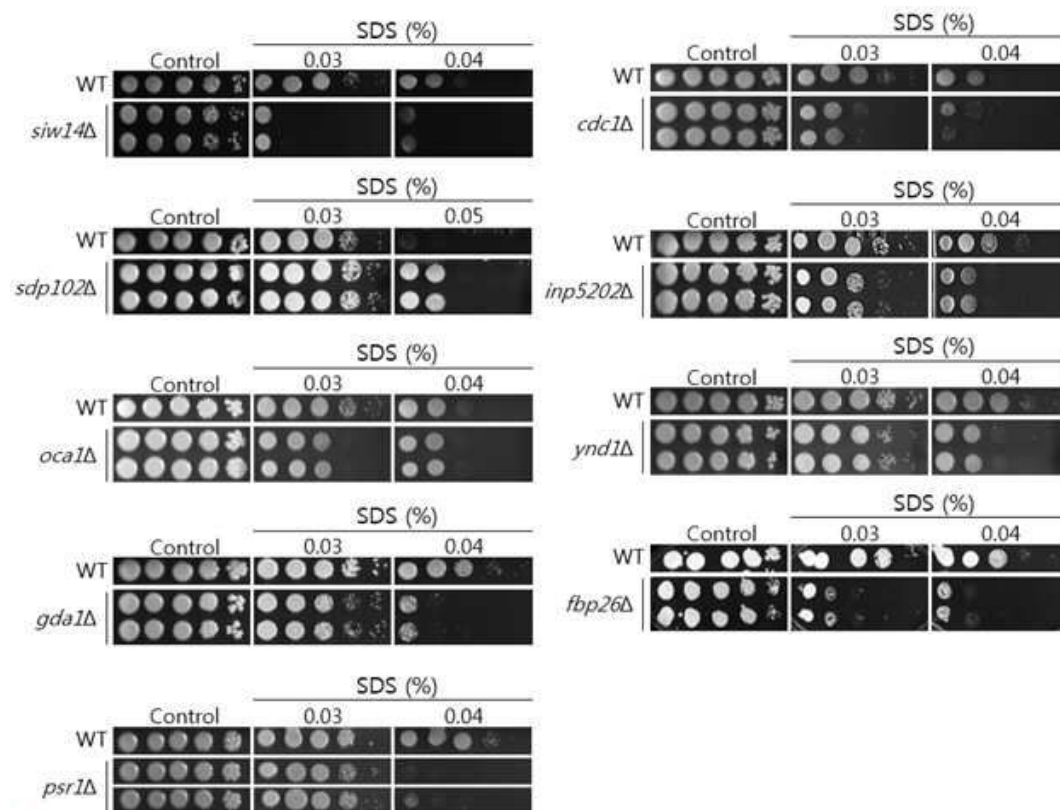 SDS (%)
Control 0.03 0.04
WT
siw14Δ
SDS (%)
Control 0.03 0.05
WT
sdp102Δ
SDS (%)
Control 0.03 0.04
WT
oca1Δ
SDS (%)
Control 0.03 0.04
WT
gda1Δ
SDS (%)
Control 0.03 0.04
WT
psr1Δ
SDS (%)
Control 0.03 0.04
WT
cdc1Δ
SDS (%)
Control 0.03 0.04
WT
inp5202Δ
SDS (%)
Control 0.03 0.04
WT
ynd1Δ
SDS (%)
Control 0.03 0.04
WT
fbp26Δ